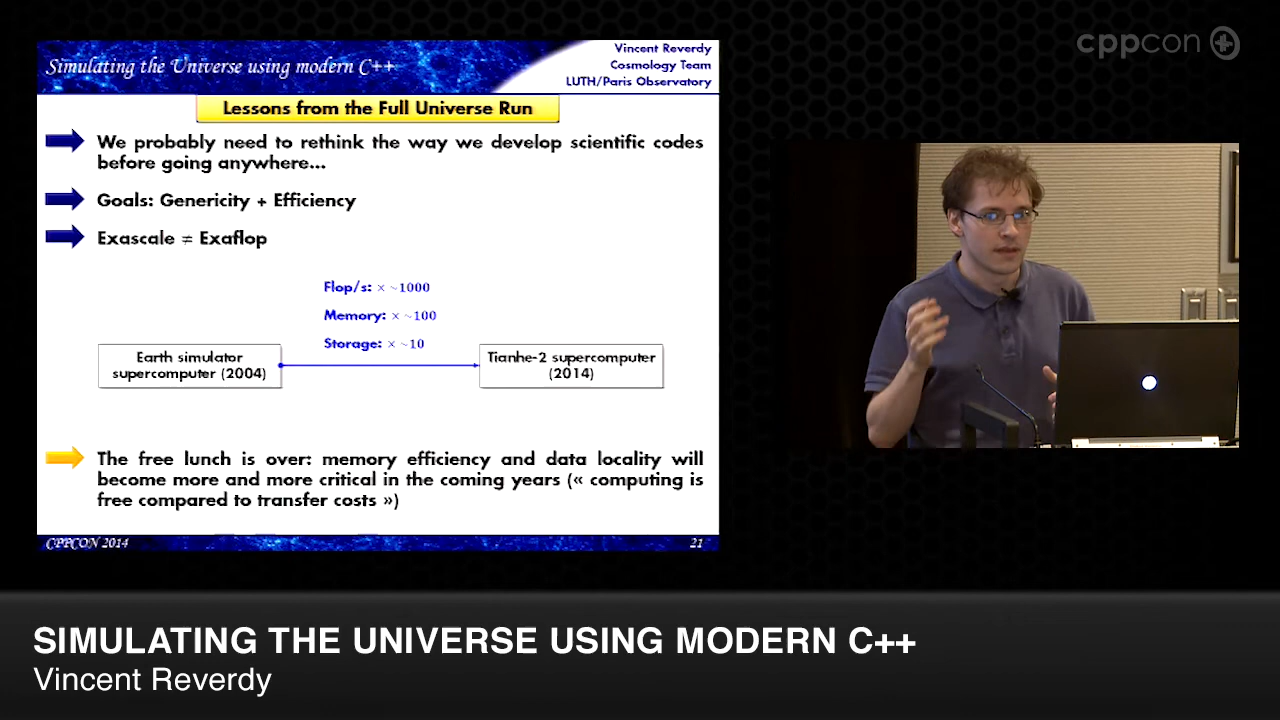 cppcon
Simulating the Universe using modern C++
Vincent Reverdy
Cosmology Team
LUTH/Paris Observatory
Lessons from the Full Universe Run
We probably need to rethink the way we develop scientific codes
before going anywhere...
Goals: Genericity + Efficiency
Exascale ≠ Exaflop
Flop/s: × ~1000
Memory: × ~100
Storage: × ~10
Earth simulator
supercomputer (2004)
Tianhe-2 supercomputer
(2014)
The free lunch is over: memory efficiency and data locality will
become more and more critical in the coming years (« computing is
free compared to transfer costs »)
CPPCON 2014
21
SIMULATING THE UNIVERSE USING MODERN C++
Vincent Reverdy